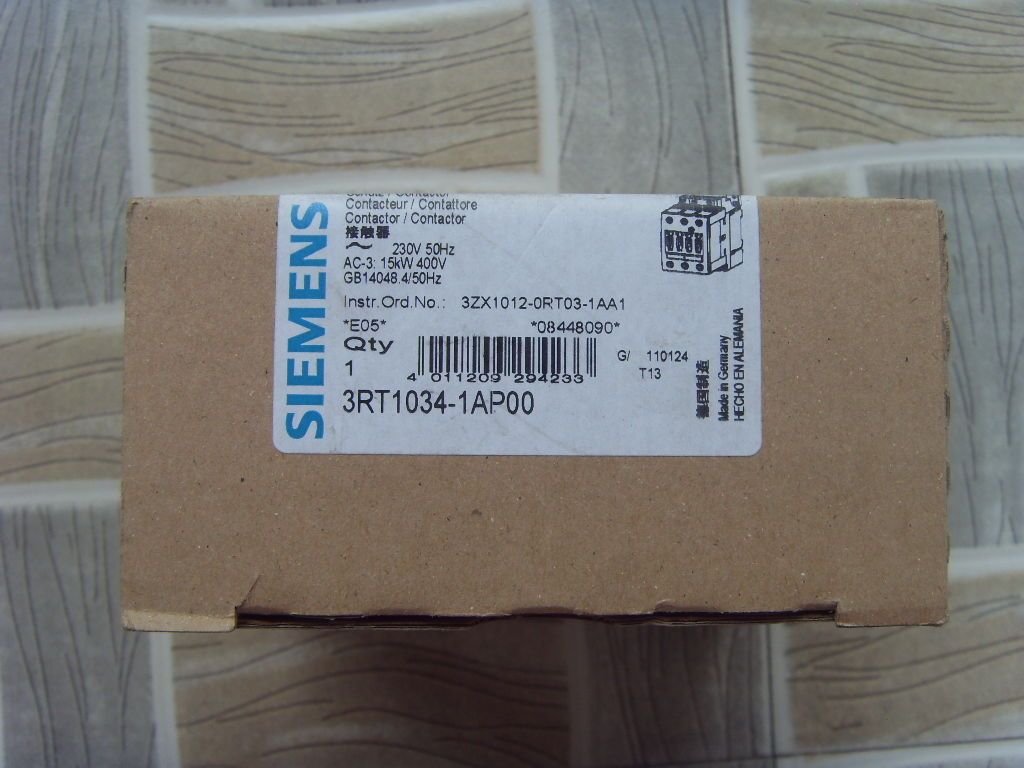 SIEMENS
Schütz / Contactor
Contacteur / Contattore
Contactor / Contactor
接触器
~ 230V 50Hz
AC-3: 15kW 400V
GB14048.4/50Hz
Instr.Ord.No.: 3ZX1012-0RT03-1AA1
*E05* *08448090*
Qty
1
4 011209 294233
G/ 110124
T13
3RT1034-1AP00
德国制造
Made in Germany
HECHO EN ALEMANIA